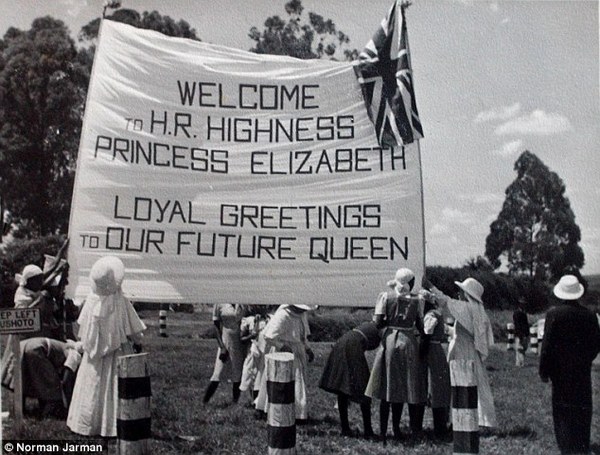 WELCOME
TO H.R. HIGHNESS
PRINCESS ELIZABETH
LOYAL GREETINGS
TO OUR FUTURE QUEEN
EP LEFT
USHOTO
© Norman Jarman